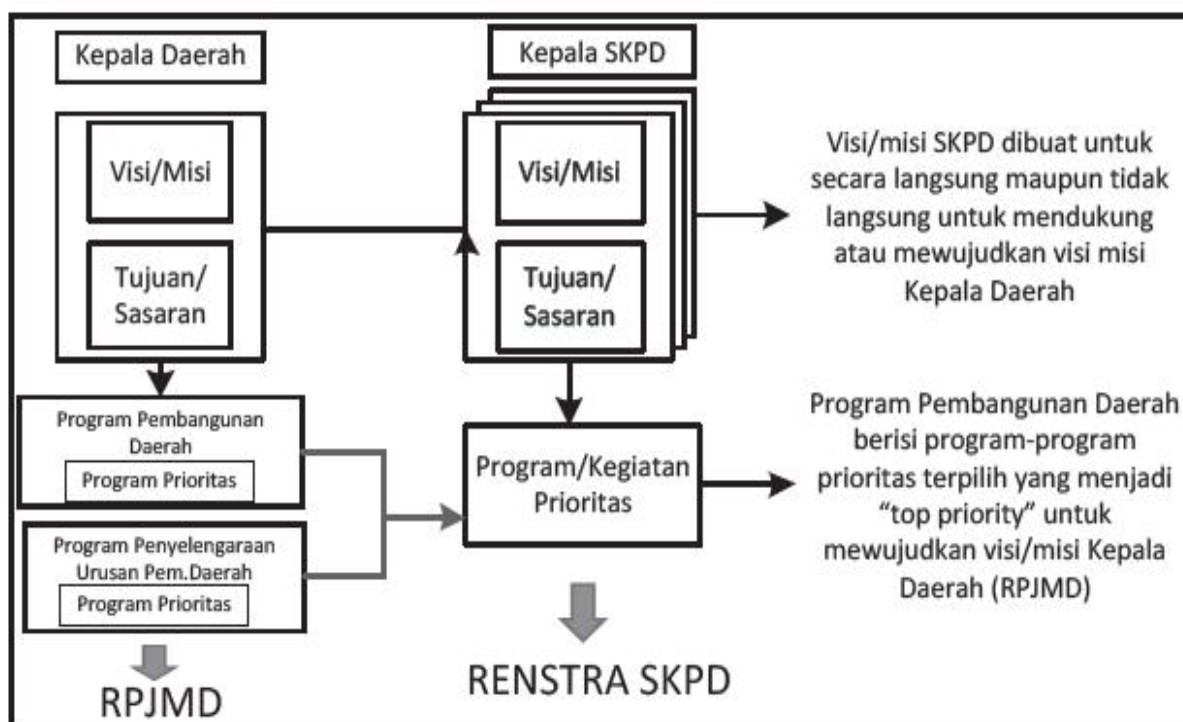 Kepala Daerah
Visi/Misi
Tujuan/
Sasaran
Program Pembangunan
Daerah
Program Prioritas
Program Penyelengaraan
Urusan Pem.Daerah
Program Prioritas
RPJMD
Kepala SKPD
Visi/Misi
Tujuan/
Sasaran
Program/Kegiatan
Prioritas
RENSTRA SKPD
Visi/misi SKPD dibuat untuk
secara langsung maupun tidak
langsung untuk mendukung
atau mewujudkan visi misi
Kepala Daerah
Program Pembangunan Daerah
berisi program-program
prioritas terpilih yang menjadi
“top priority” untuk
mewujudkan visi/misi Kepala
Daerah (RPJMD)